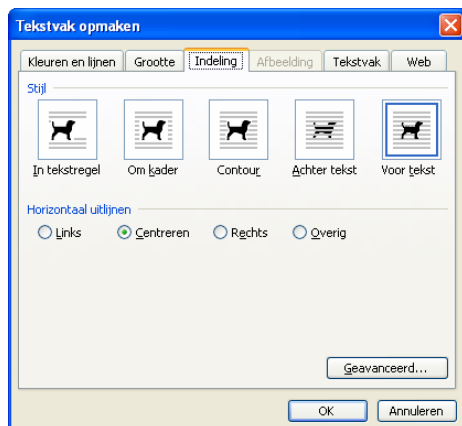 Tekstvak opmaken
Kleuren en lijnen Grootte Indeling Afbeelding Tekstvak Web
Stijl
In tekstregel Om kader Contour Achter tekst Voor tekst
Horizontaal uitlijnen
Links Centreren Rechts Overig
Geavanceerd...
OK Annuleren